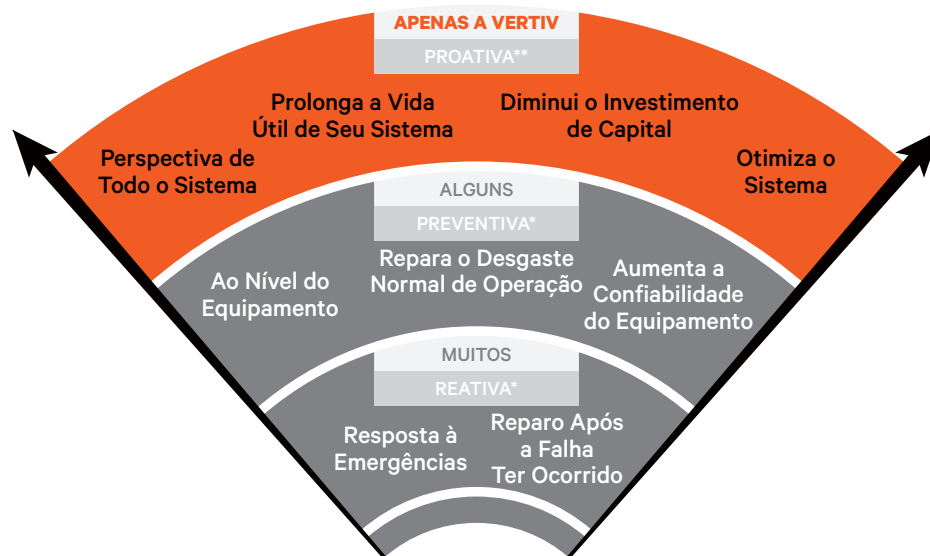 APENAS A VERTIV
PROATIVA**
Perspectiva de
Todo o Sistema
Prolonga a Vida
Útil de Seu Sistema
Diminui o Investimento
de Capital
Otimiza o
Sistema
ALGUNS
PREVENTIVA*
Ao Nível do
Equipamento
Repara o Desgaste
Normal de Operação
Aumenta a
Confiabilidade
do Equipamento
MUITOS
REATIVA*
Resposta à
Emergências
Reparo Após
a Falha
Ter Ocorrido